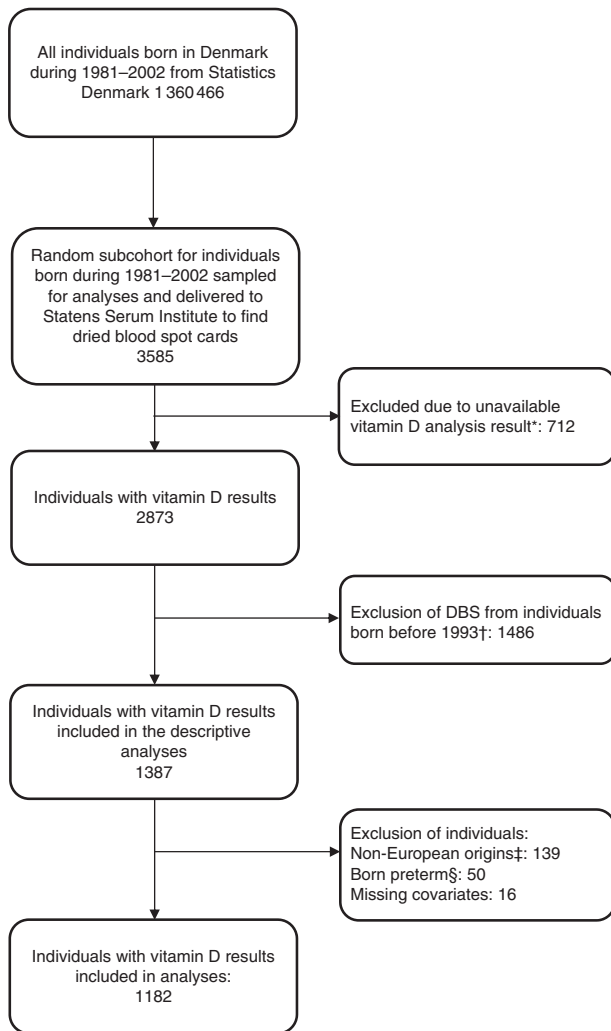 All individuals born in Denmark
during 1981–2002 from Statistics
Denmark 1 360 466
Random subcohort for individuals
born during 1981–2002 sampled
for analyses and delivered to
Statens Serum Institute to find
dried blood spot cards
3585
Excluded due to unavailable
vitamin D analysis result*: 712
Individuals with vitamin D results
2873
Exclusion of DBS from individuals
born before 1993†: 1486
Individuals with vitamin D results
included in the descriptive
analyses
1387
Exclusion of individuals:
Non-European origins‡: 139
Born preterm§: 50
Missing covariates: 16
Individuals with vitamin D results
included in analyses:
1182